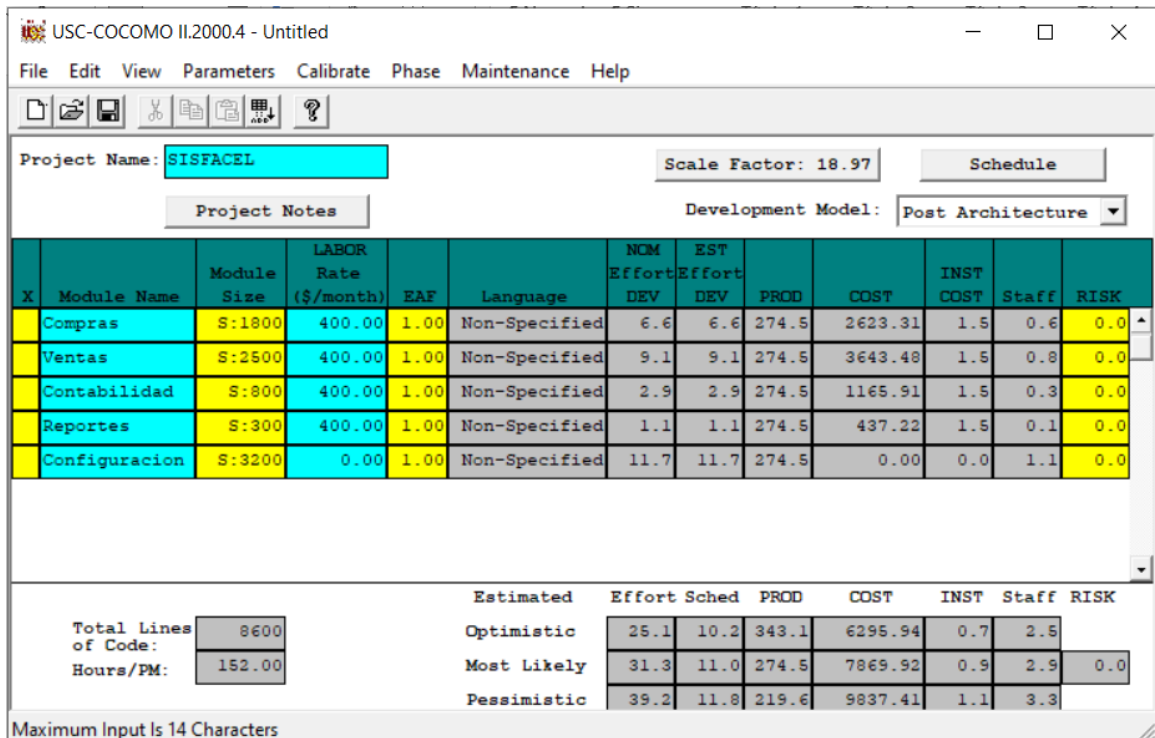 USC-COCOMO II.2000.4 - Untitled
File Edit View Parameters Calibrate Phase Maintenance Help
Project Name: SISFACEL Scale Factor: 18.97 Schedule
Project Notes Development Model: Post Architecture
X Module Name Module Size LABOR Rate ($/month) EAF Language NOM Effort DEV EST Effort DEV PROD COST INST COST Staff RISK
Compras S:1800 400.00 1.00 Non-Specified 6.6 6.6 274.5 2623.31 1.5 0.6 0.0
Ventas S:2500 400.00 1.00 Non-Specified 9.1 9.1 274.5 3643.48 1.5 0.8 0.0
Contabilidad S:800 400.00 1.00 Non-Specified 2.9 2.9 274.5 1165.91 1.5 0.3 0.0
Reportes S:300 400.00 1.00 Non-Specified 1.1 1.1 274.5 437.22 1.5 0.1 0.0
Configuracion S:3200 0.00 1.00 Non-Specified 11.7 11.7 274.5 0.00 0.0 1.1 0.0
Estimated Effort Sched PROD COST INST Staff RISK
Total Lines of Code: 8600 Optimistic 25.1 10.2 343.1 6295.94 0.7 2.5
Hours/PM: 152.00 Most Likely 31.3 11.0 274.5 7869.92 0.9 2.9 0.0
Pessimistic 39.2 11.8 219.6 9837.41 1.1 3.3
Maximum Input Is 14 Characters